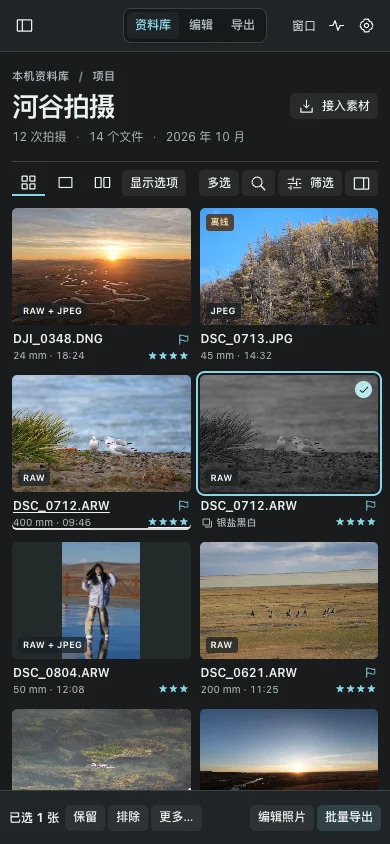 资料库 编辑 导出 窗口
本机资料库 / 项目
河谷拍摄 接入素材
12 次拍摄 · 14 个文件 · 2026 年 10 月
显示选项 多选 筛选
离线
RAW + JPEG JPEG
DJI_0348.DNG DSC_0713.JPG
24 mm · 18:24 ★★★★ 45 mm · 14:32
RAW RAW
DSC_0712.ARW DSC_0712.ARW
400 mm · 09:46 ★★★★ 银盐黑白 ★★★★
RAW + JPEG RAW
DSC_0804.ARW DSC_0621.ARW
50 mm · 12:08 ★★★ 200 mm · 11:25 ★★★★
已选 1 张 保留 排除 更多... 编辑照片 批量导出